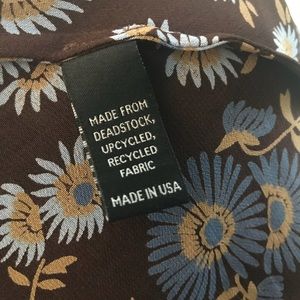 MADE FROM
DEADSTOCK,
UPCYCLED,
RECYCLED
FABRIC
MADE IN USA